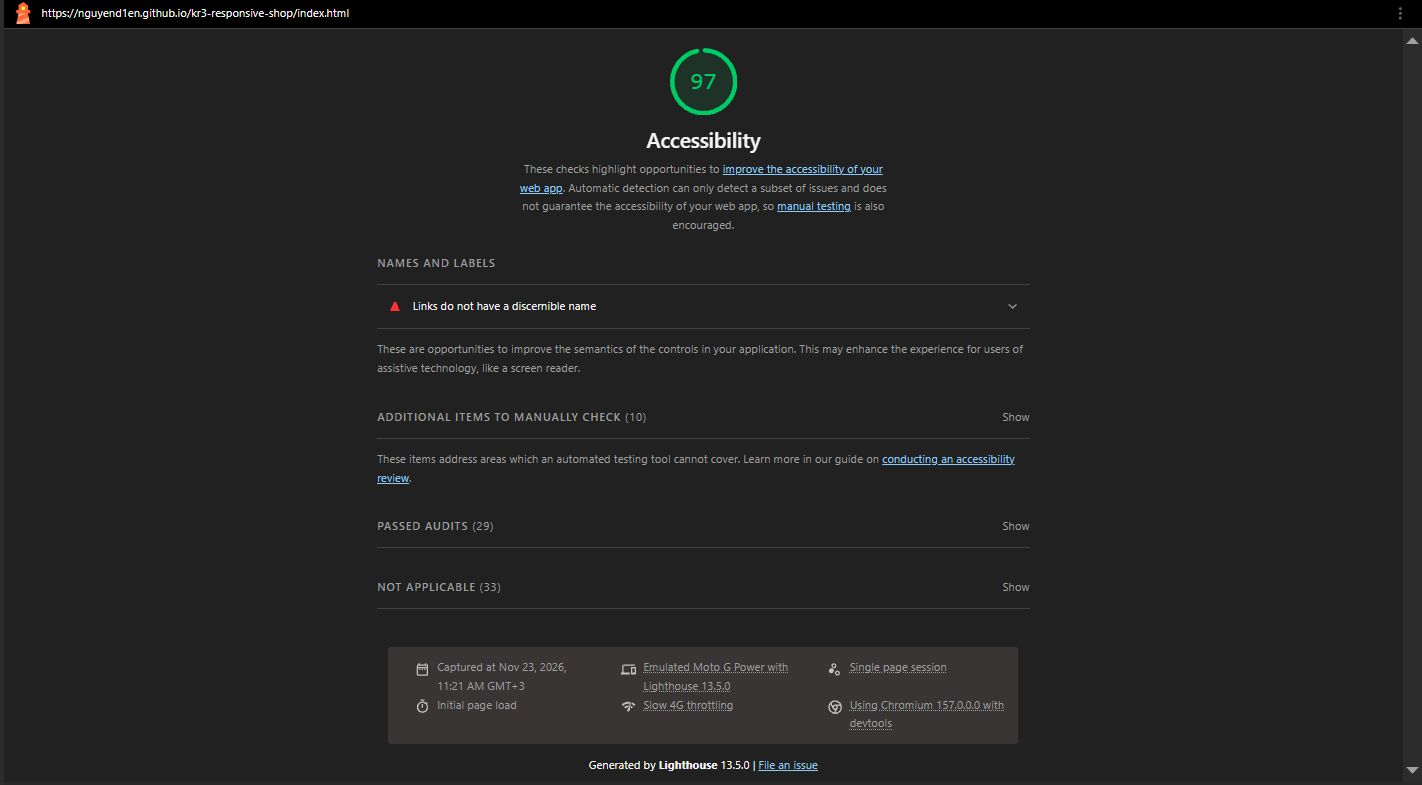 https://nguyend1en.github.io/kr3-responsive-shop/index.html
97
Accessibility
These checks highlight opportunities to improve the accessibility of your
web app. Automatic detection can only detect a subset of issues and does
not guarantee the accessibility of your web app, so manual testing is also
encouraged.
NAMES AND LABELS
Links do not have a discernible name
These are opportunities to improve the semantics of the controls in your application. This may enhance the experience for users of
assistive technology, like a screen reader.
ADDITIONAL ITEMS TO MANUALLY CHECK (10) Show
These items address areas which an automated testing tool cannot cover. Learn more in our guide on conducting an accessibility
review.
PASSED AUDITS (29) Show
NOT APPLICABLE (33) Show
Captured at Nov 23, 2026,
11:21 AM GMT+3
Emulated Moto G Power with
Lighthouse 13.5.0
Single page session
Initial page load
Slow 4G throttling
Using Chromium 157.0.0.0 with
devtools
Generated by Lighthouse 13.5.0 | File an issue